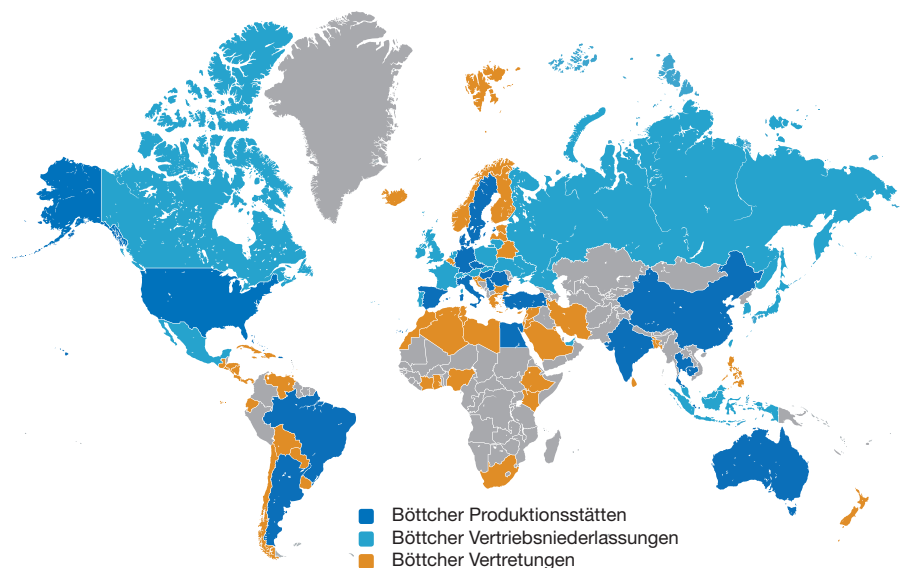 Böttcher Produktionsstätten
Böttcher Vertriebsniederlassungen
Böttcher Vertretungen